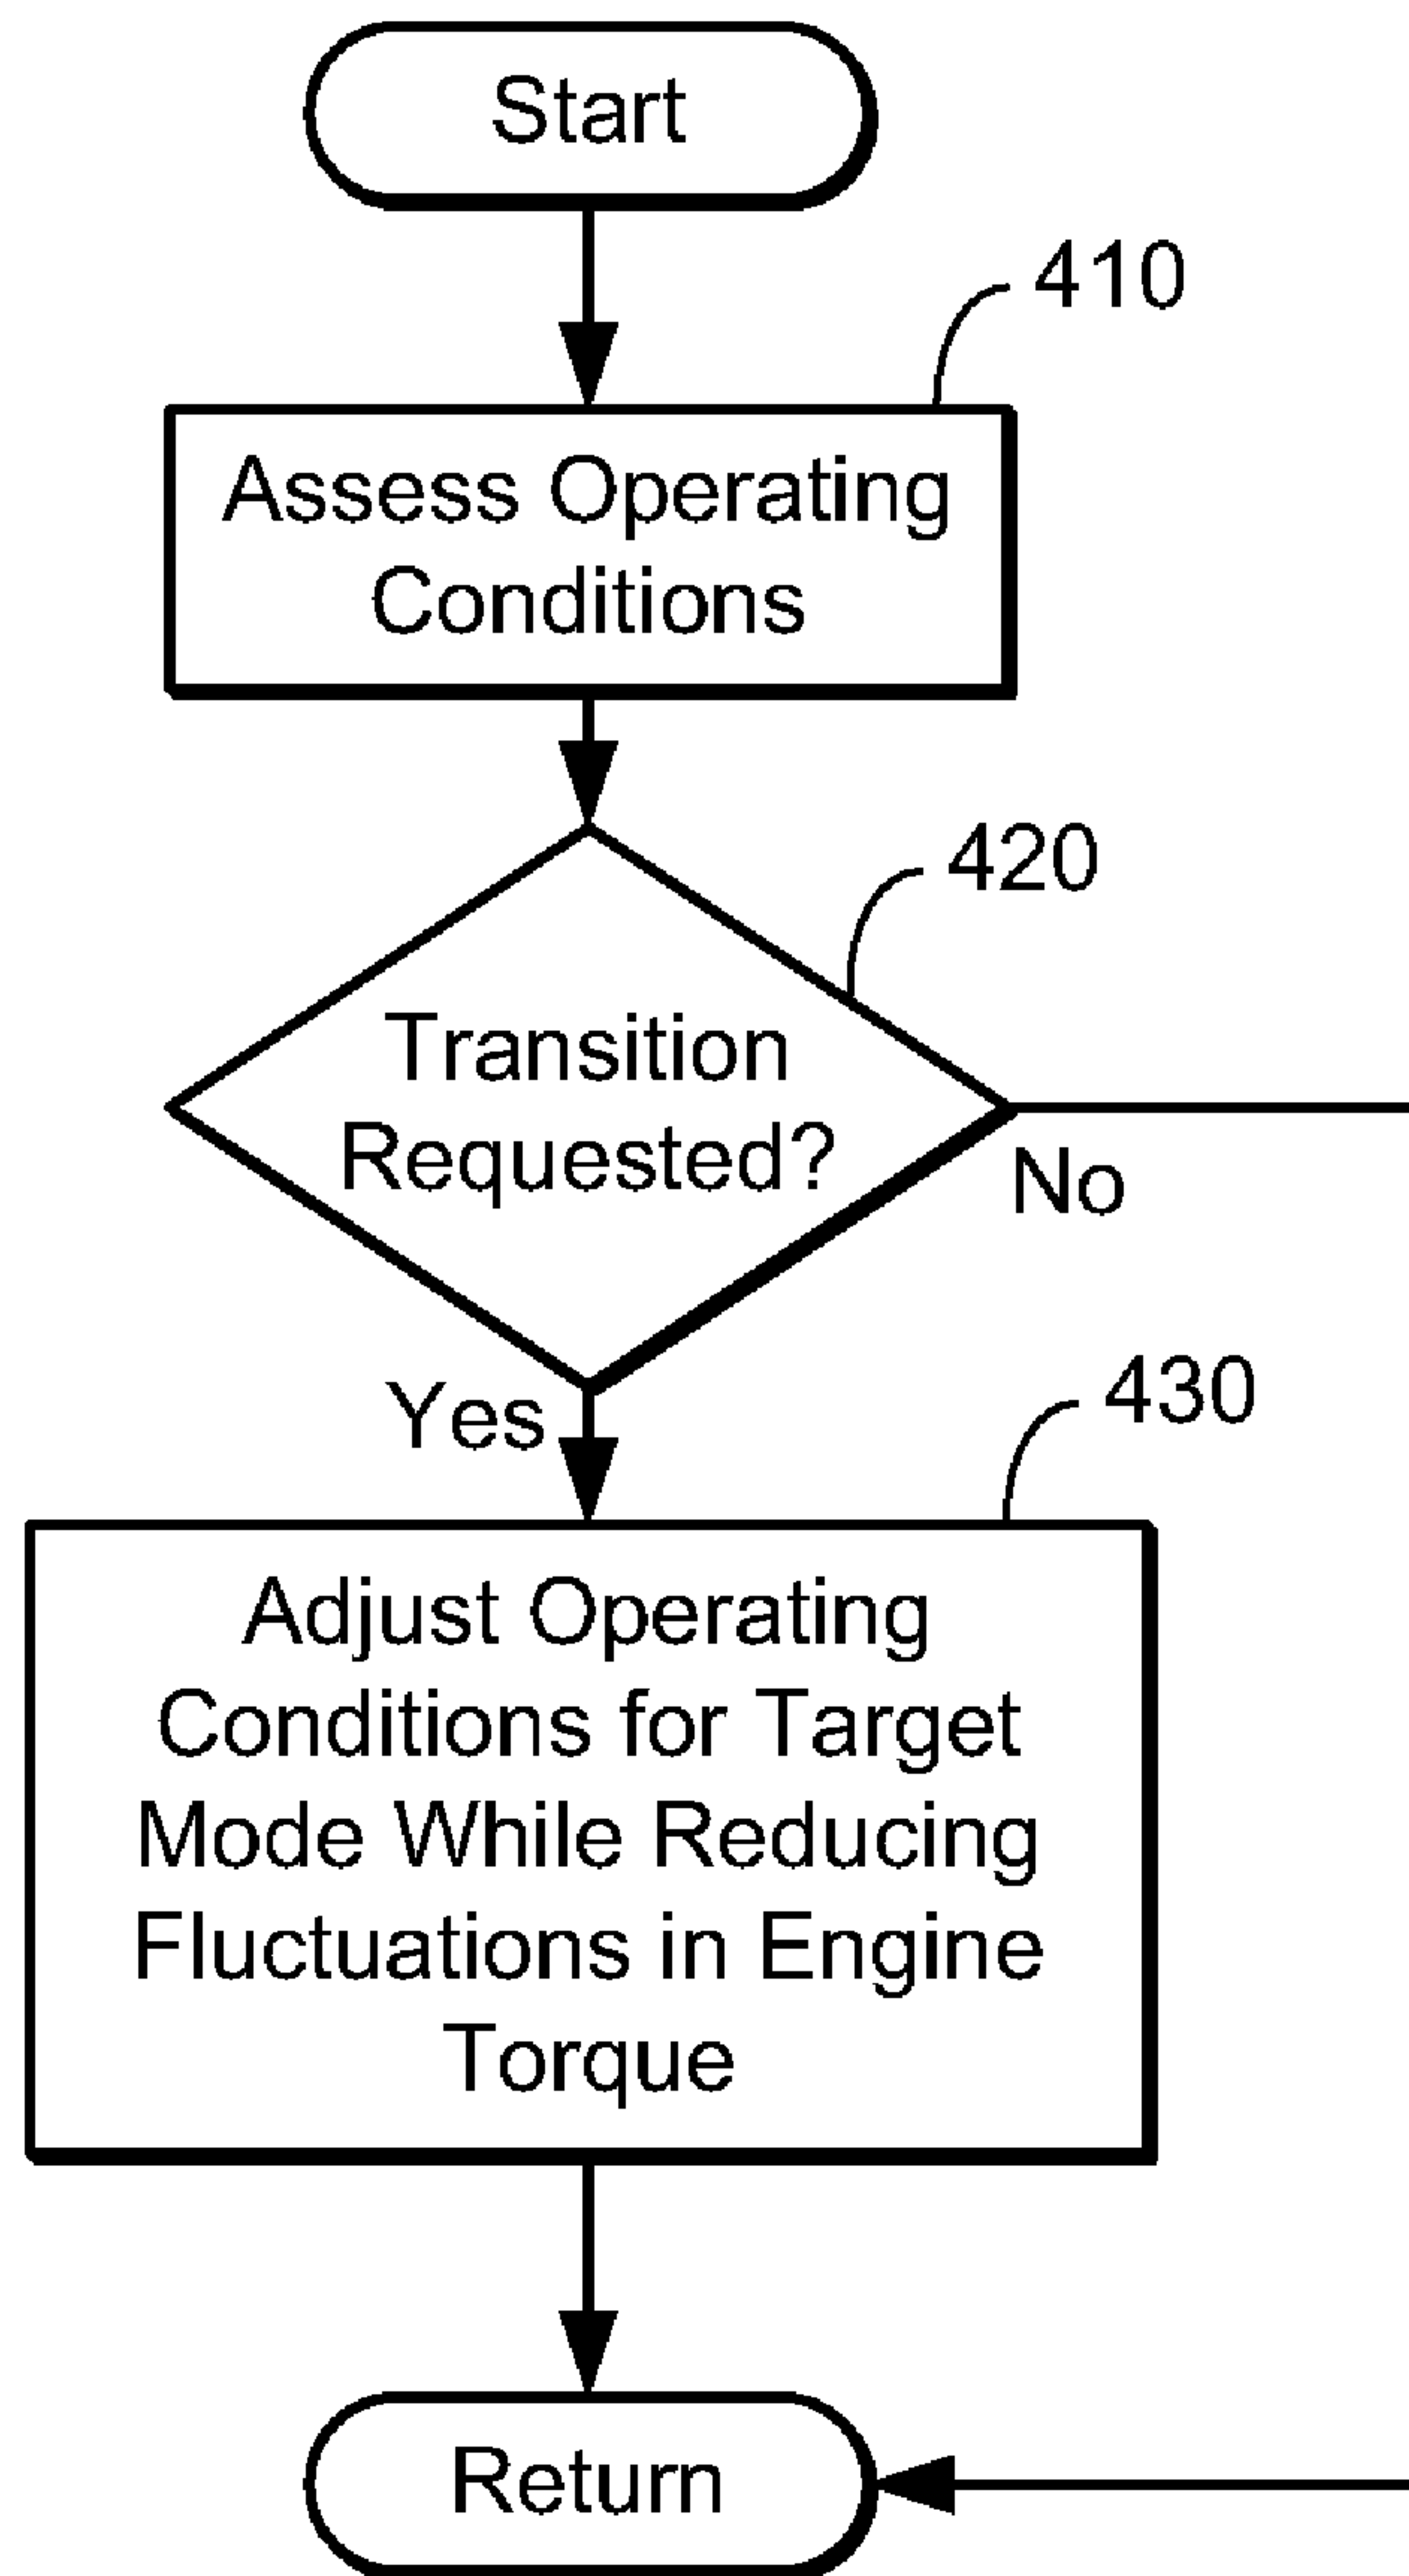 Start
410
Assess Operating
Conditions
420
Transition
Requested?
No
Yes
430
Adjust Operating
Conditions for Target
Mode While Reducing
Fluctuations in Engine
Torque
Return